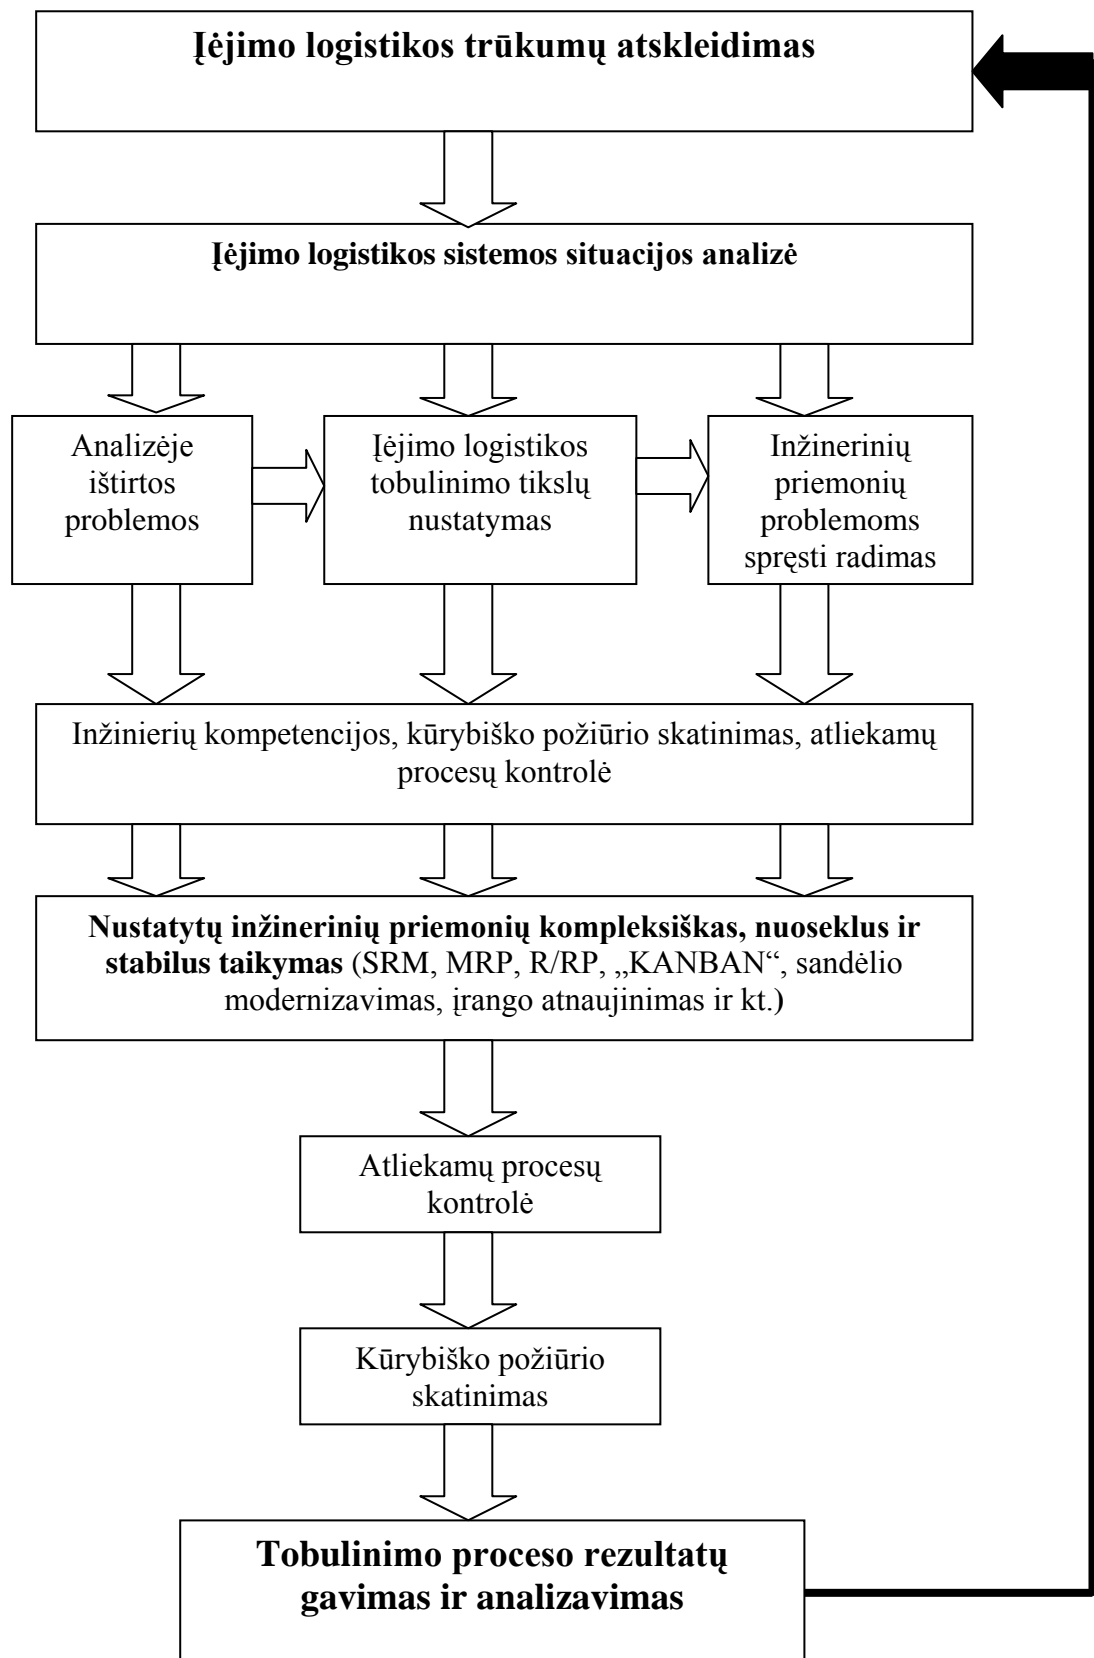 Įėjimo logistikos trūkumų atskleidimas
Įėjimo logistikos sistemos situacijos analizė
Analizėje
ištirtos
problemos
Įėjimo logistikos
tobulinimo tikslų
nustatymas
Inžinerinių
priemonių
problemoms
spręsti radimas
Inžinierių kompetencijos, kūrybiško požiūrio skatinimas, atliekamų
procesų kontrolė
Nustatytų inžinerinių priemonių kompleksiškas, nuoseklus ir
stabilus taikymas (SRM, MRP, R/RP, „KANBAN“, sandėlio
modernizavimas, įrango atnaujinimas ir kt.)
Atliekamų procesų
kontrolė
Kūrybiško požiūrio
skatinimas
Tobulinimo proceso rezultatų
gavimas ir analizavimas